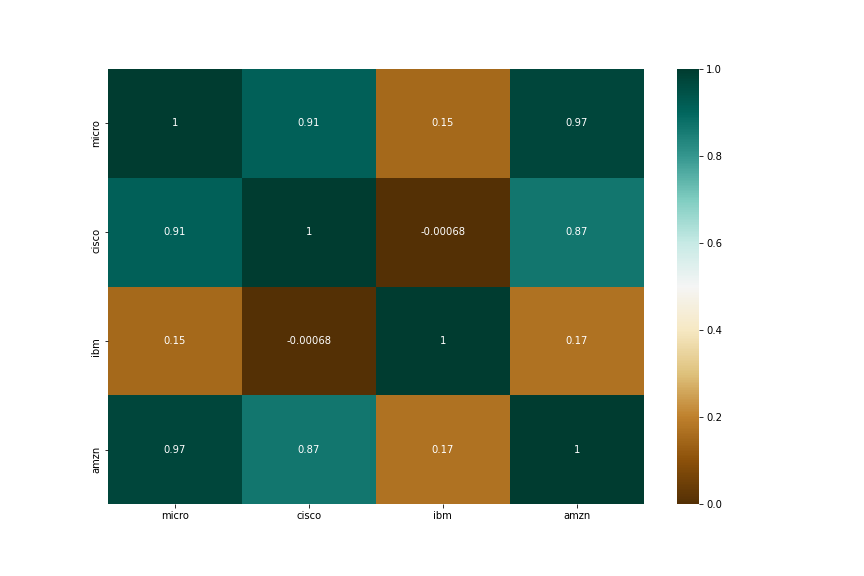 micro 1 0.91 0.15 0.97
cisco 0.91 1 -0.00068 0.87
ibm 0.15 -0.00068 1 0.17
amzn 0.97 0.87 0.17 1
micro cisco ibm amzn
1.0
0.8
0.6
0.4
0.2
0.0